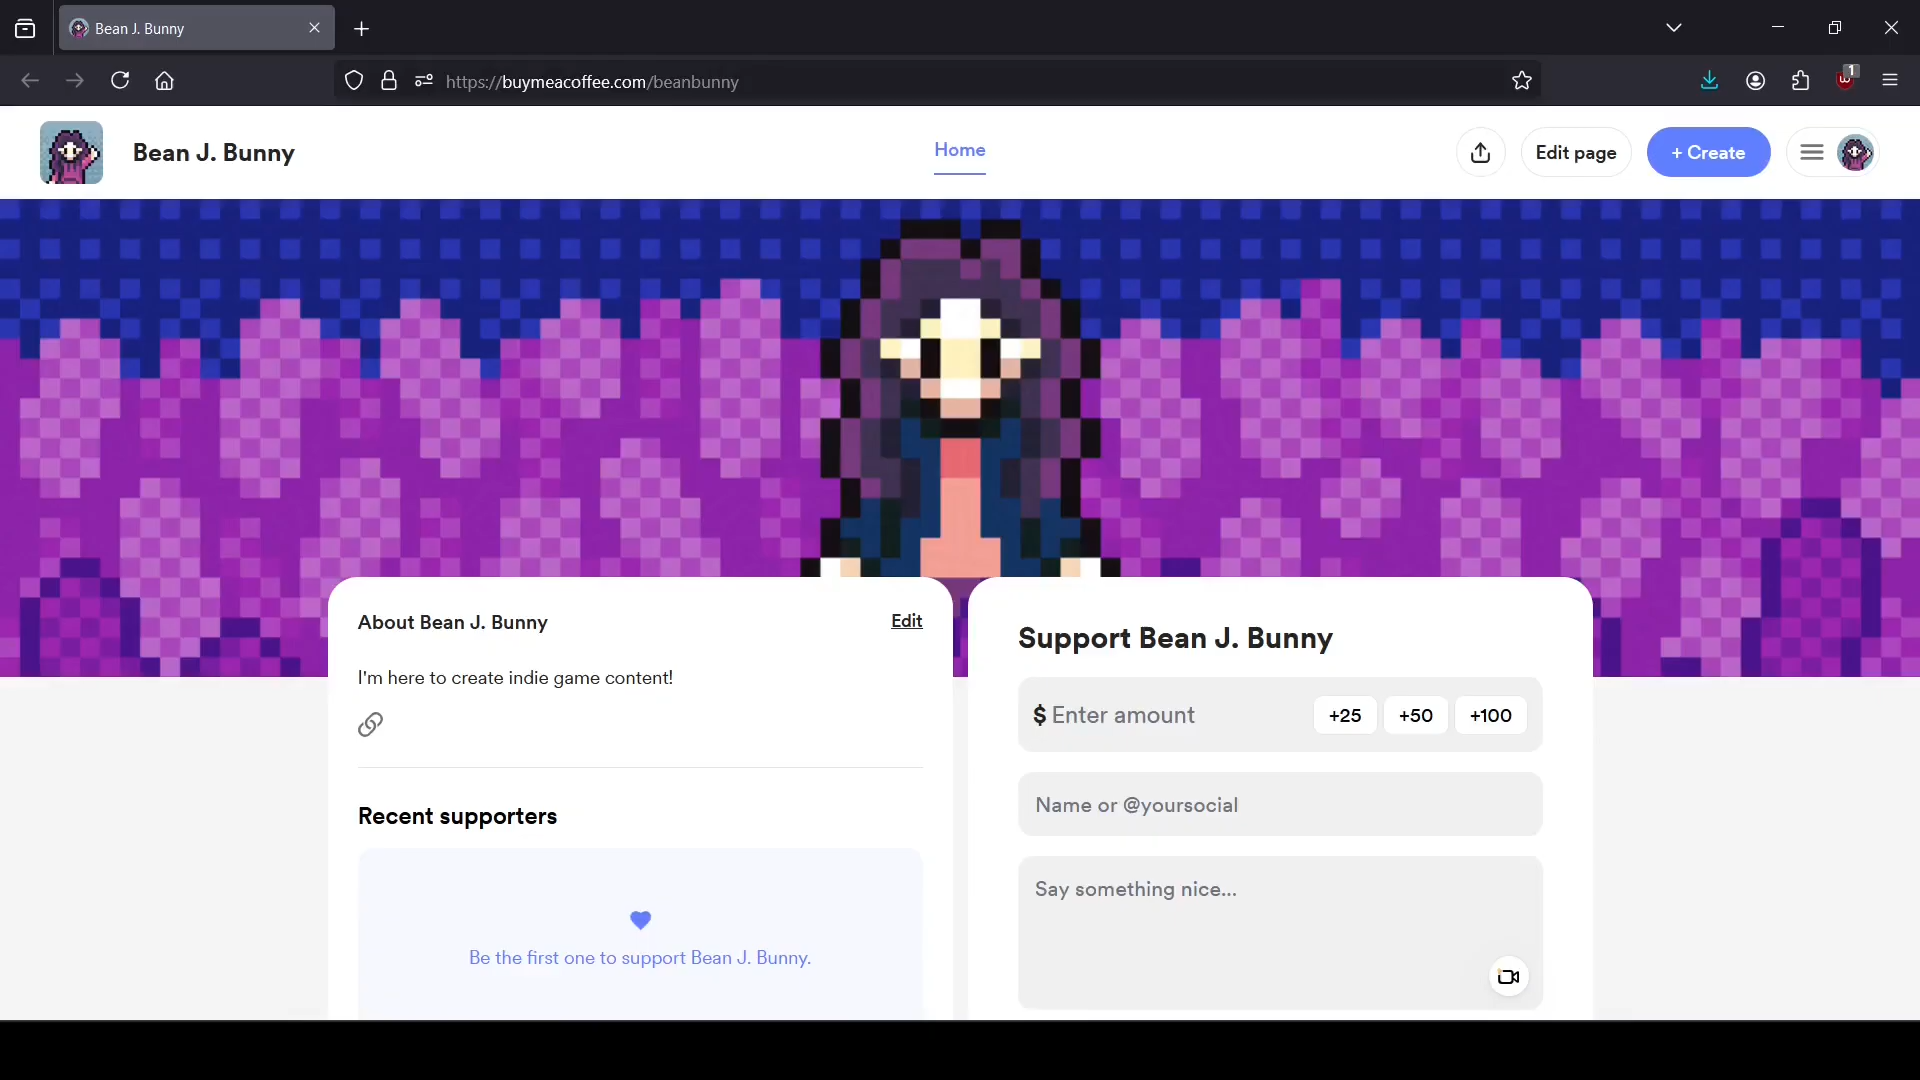 Bean J. Bunny
https://buymeacoffee.com/beanbunny
1
Bean J. Bunny
Home
Edit page
+ Create
About Bean J. Bunny
Edit
I'm here to create indie game content!
Recent supporters
Be the first one to support Bean J. Bunny.
Support Bean J. Bunny
$ Enter amount
+25
+50
+100
Name or @yoursocial
Say something nice...